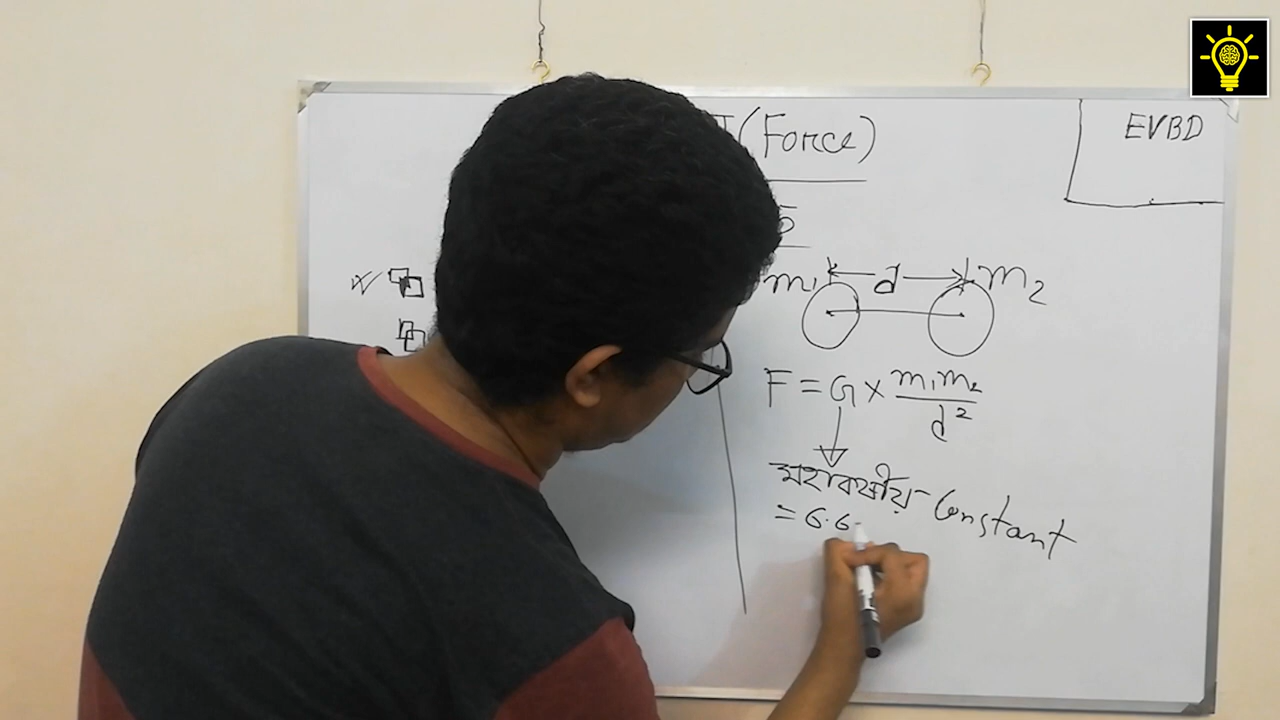 (Force)
EVBD
m1 d m2
F = G × m1m2 / d²
মহাকর্ষীয় Constant
= 6.6